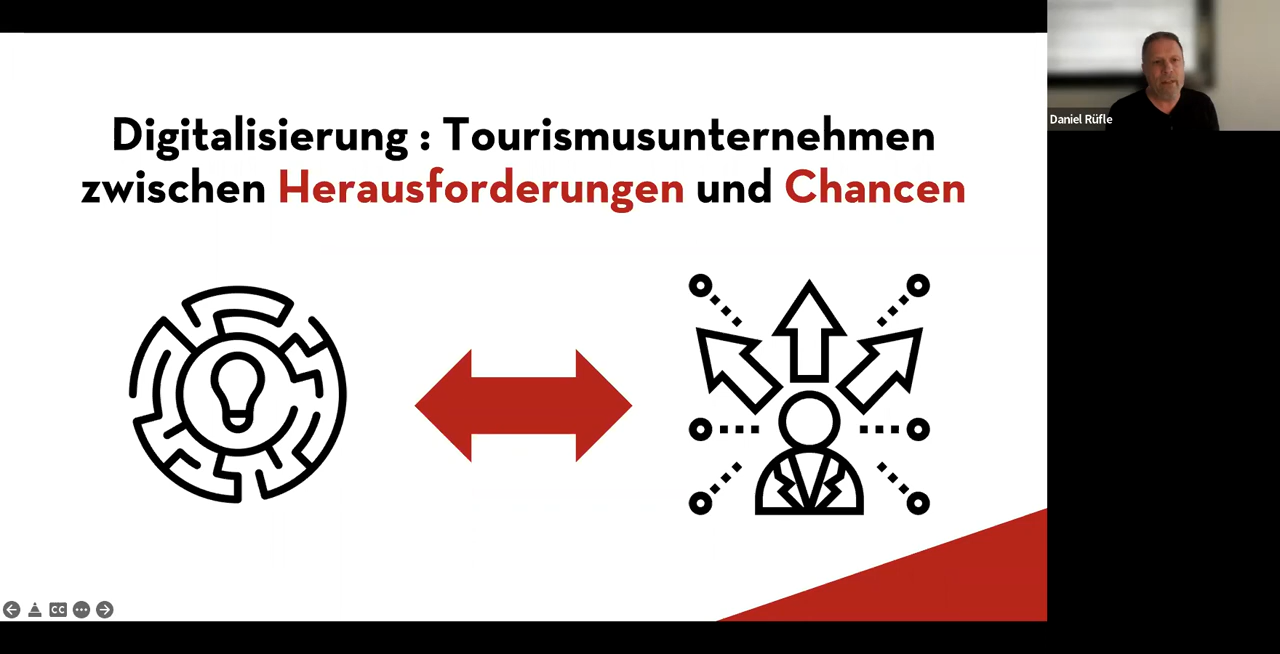 Digitalisierung : Tourismusunternehmen
zwischen Herausforderungen und Chancen
Daniel Rüfle
CC